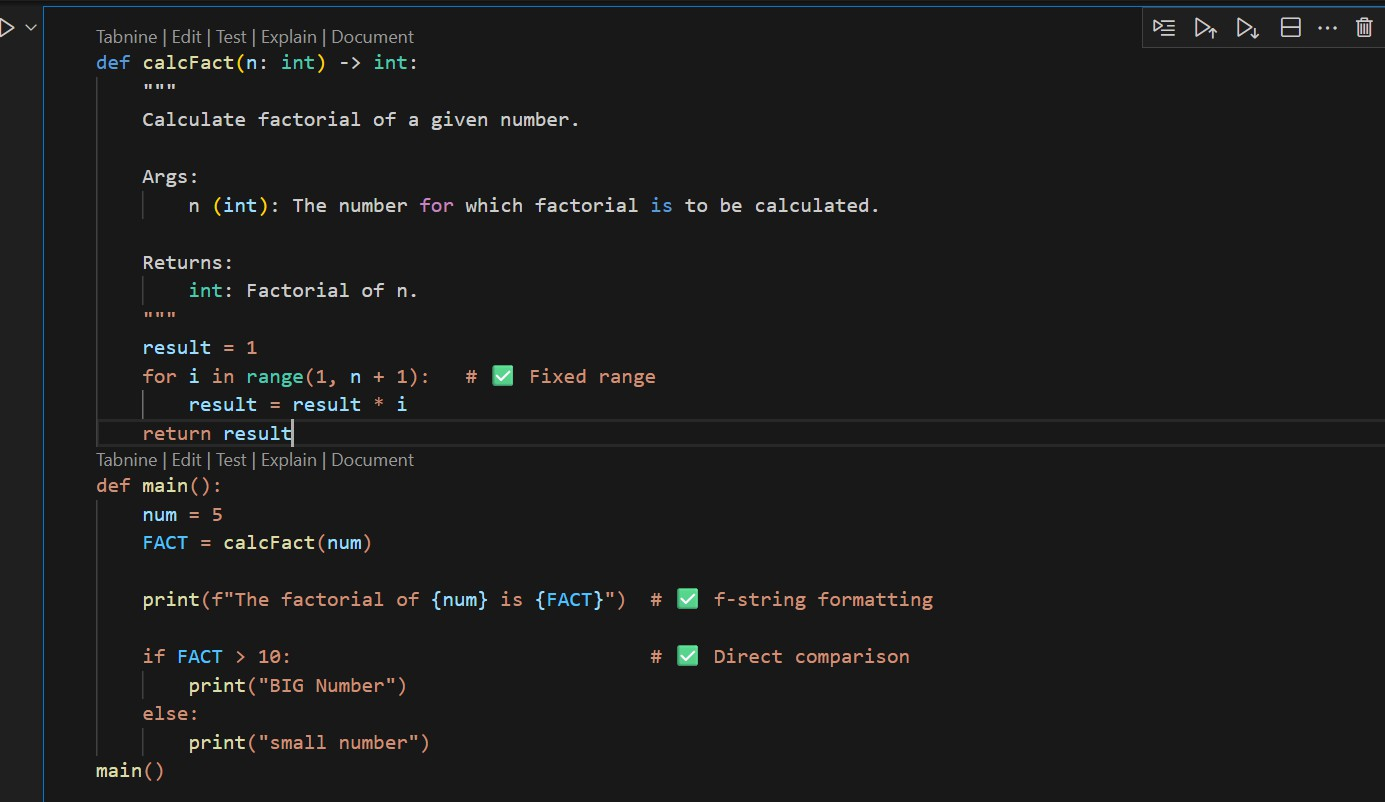 Tabnine | Edit | Test | Explain | Document
def calcFact(n: int) -> int:
    """
    Calculate factorial of a given number.

    Args:
        n (int): The number for which factorial is to be calculated.

    Returns:
        int: Factorial of n.
    """
    result = 1
    for i in range(1, n + 1):   # ✅ Fixed range
        result = result * i
    return result
Tabnine | Edit | Test | Explain | Document
def main():
    num = 5
    FACT = calcFact(num)

    print(f"The factorial of {num} is {FACT}")  # ✅ f-string formatting

    if FACT > 10:                               # ✅ Direct comparison
        print("BIG Number")
    else:
        print("small number")
main()